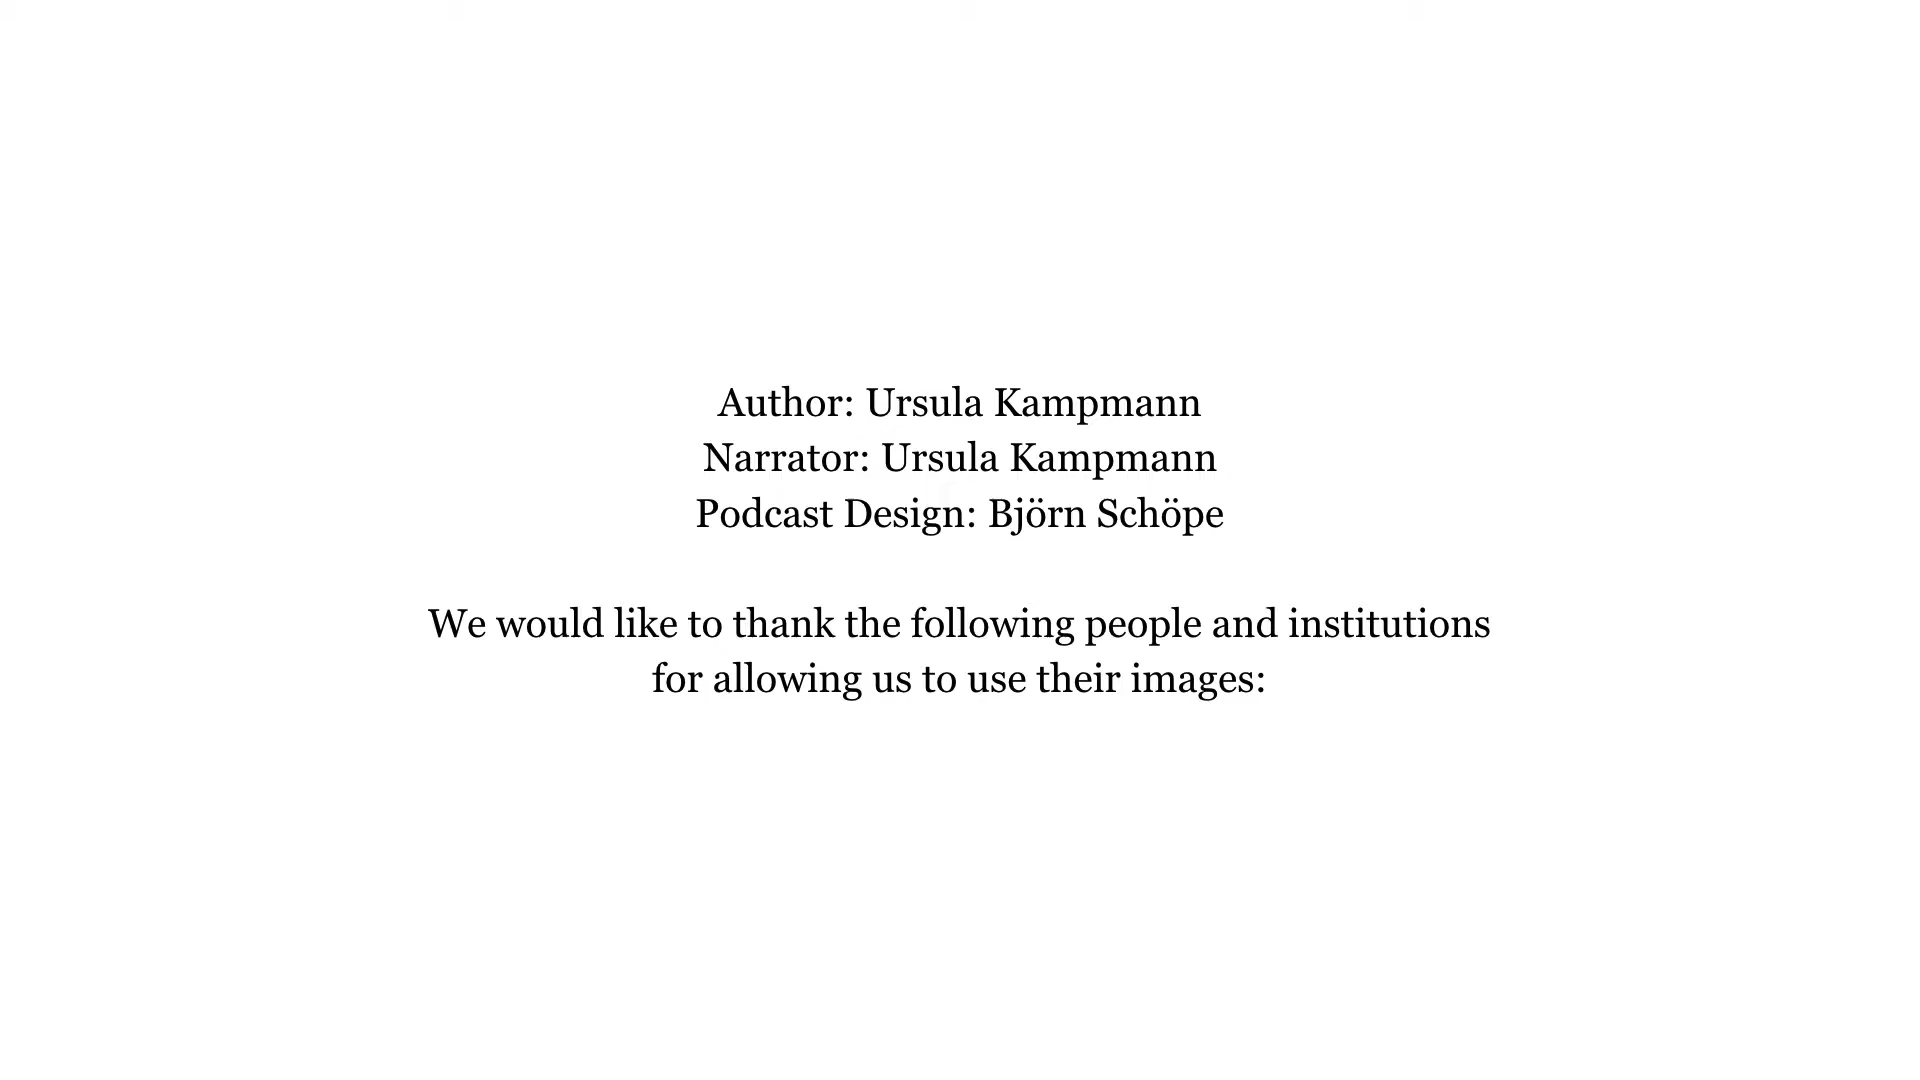 Author: Ursula Kampmann
Narrator: Ursula Kampmann
Podcast Design: Björn Schöpe
We would like to thank the following people and institutions
for allowing us to use their images: